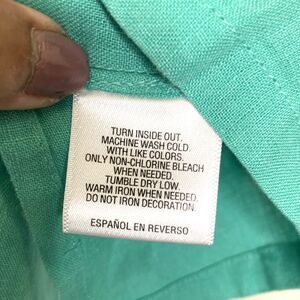 TURN INSIDE OUT.
MACHINE WASH COLD.
WITH LIKE COLORS.
ONLY NON-CHLORINE BLEACH
WHEN NEEDED.
TUMBLE DRY LOW.
WARM IRON WHEN NEEDED.
DO NOT IRON DECORATION.
ESPAÑOL EN REVERSO